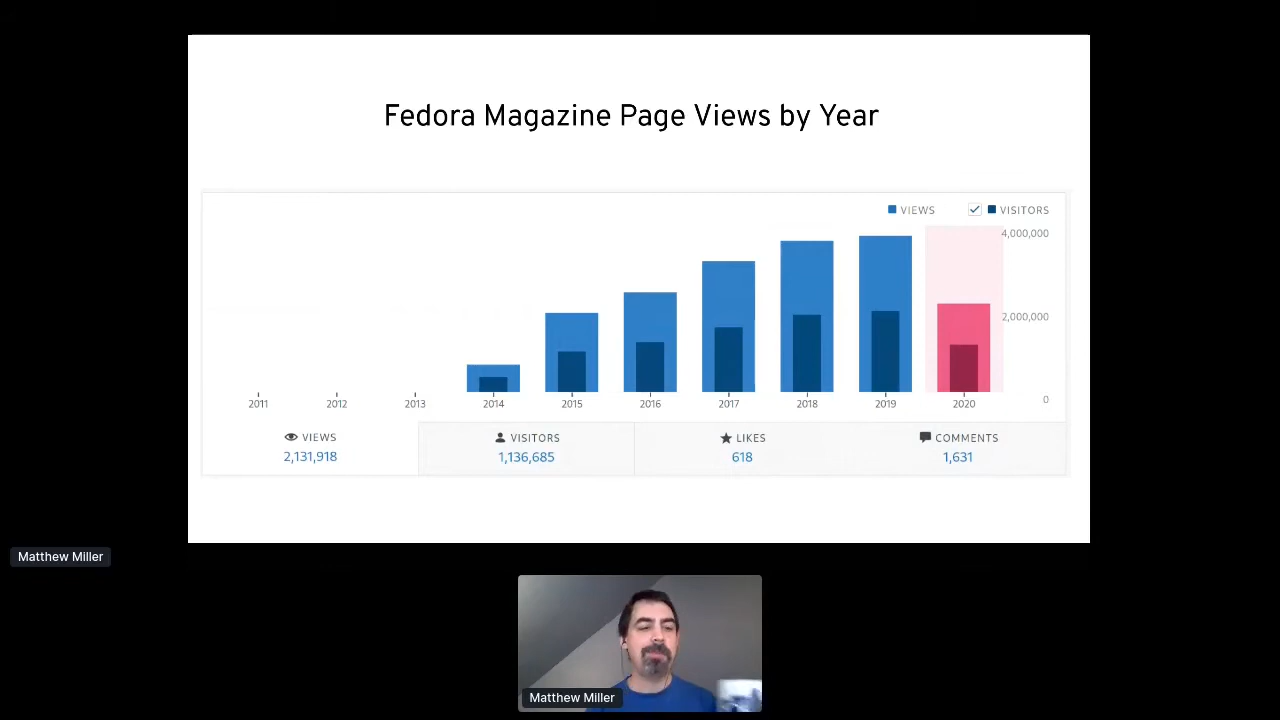 Fedora Magazine Page Views by Year
VIEWS VISITORS
4,000,000
2,000,000
0
2011 2012 2013 2014 2015 2016 2017 2018 2019 2020
VIEWS VISITORS LIKES COMMENTS
2,131,918 1,136,685 618 1,631
Matthew Miller
Matthew Miller